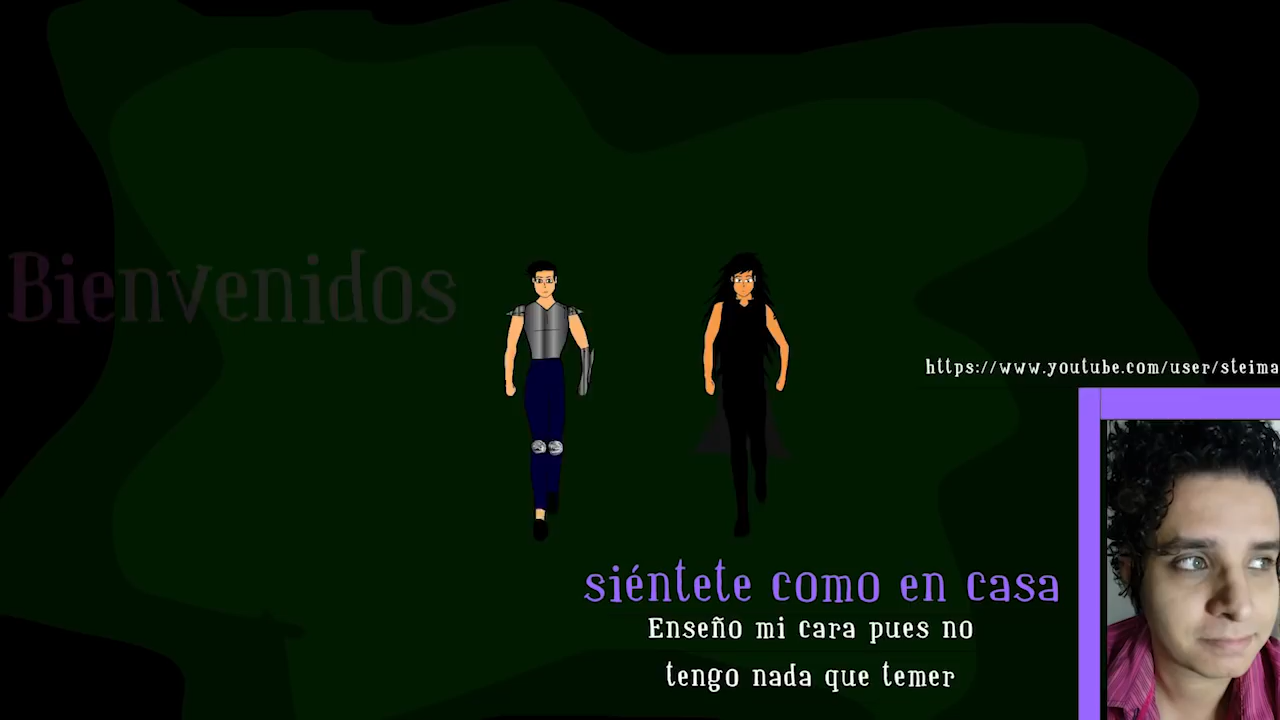 Bienvenidos
https://www.youtube.com/user/steima
siéntete como en casa
Enseño mi cara pues no
tengo nada que temer